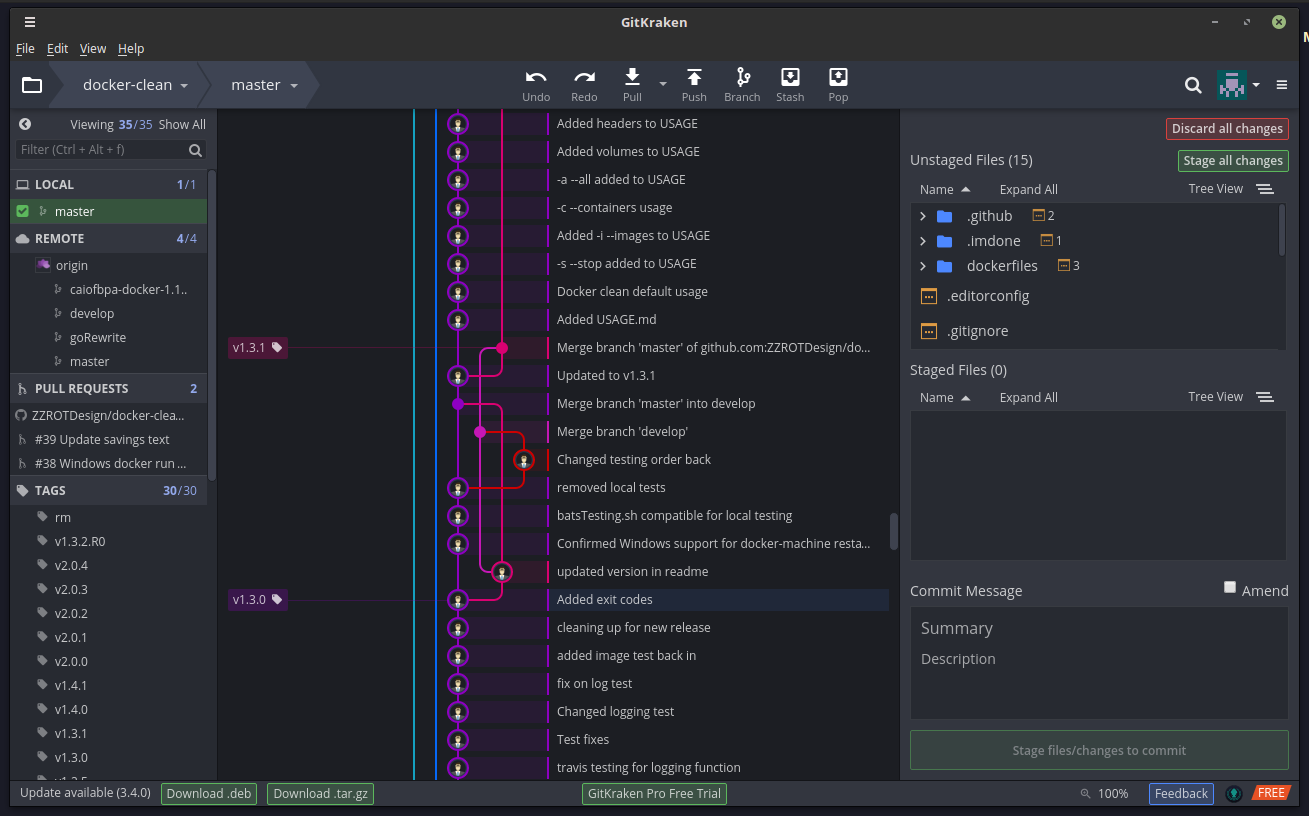 GitKraken
File Edit View Help
docker-clean master Undo Redo Pull Push Branch Stash Pop
Viewing 35/35 Show All
Filter (Ctrl + Alt + f)
LOCAL 1/1
master
REMOTE 4/4
origin
caiofbpa-docker-1.1..
develop
goRewrite
master
PULL REQUESTS 2
ZZROTDesign/docker-clea...
#39 Update savings text
#38 Windows docker run ...
TAGS 30/30
rm
v1.3.2.R0
v2.0.4
v2.0.3
v2.0.2
v2.0.1
v2.0.0
v1.4.1
v1.4.0
v1.3.1
v1.3.0
Added headers to USAGE
Added volumes to USAGE
-a --all added to USAGE
-c --containers usage
Added -i --images to USAGE
-s --stop added to USAGE
Docker clean default usage
Added USAGE.md
v1.3.1 Merge branch 'master' of github.com:ZZROTDesign/do...
Updated to v1.3.1
Merge branch 'master' into develop
Merge branch 'develop'
Changed testing order back
removed local tests
batsTesting.sh compatible for local testing
Confirmed Windows support for docker-machine resta...
updated version in readme
v1.3.0 Added exit codes
cleaning up for new release
added image test back in
fix on log test
Changed logging test
Test fixes
travis testing for logging function
Discard all changes
Unstaged Files (15) Stage all changes
Name Expand All Tree View
.github 2
.imdone 1
dockerfiles 3
.editorconfig
.gitignore
Staged Files (0)
Name Expand All Tree View
Commit Message Amend
Summary
Description
Stage files/changes to commit
Update available (3.4.0) Download .deb Download .tar.gz GitKraken Pro Free Trial 100% Feedback FREE